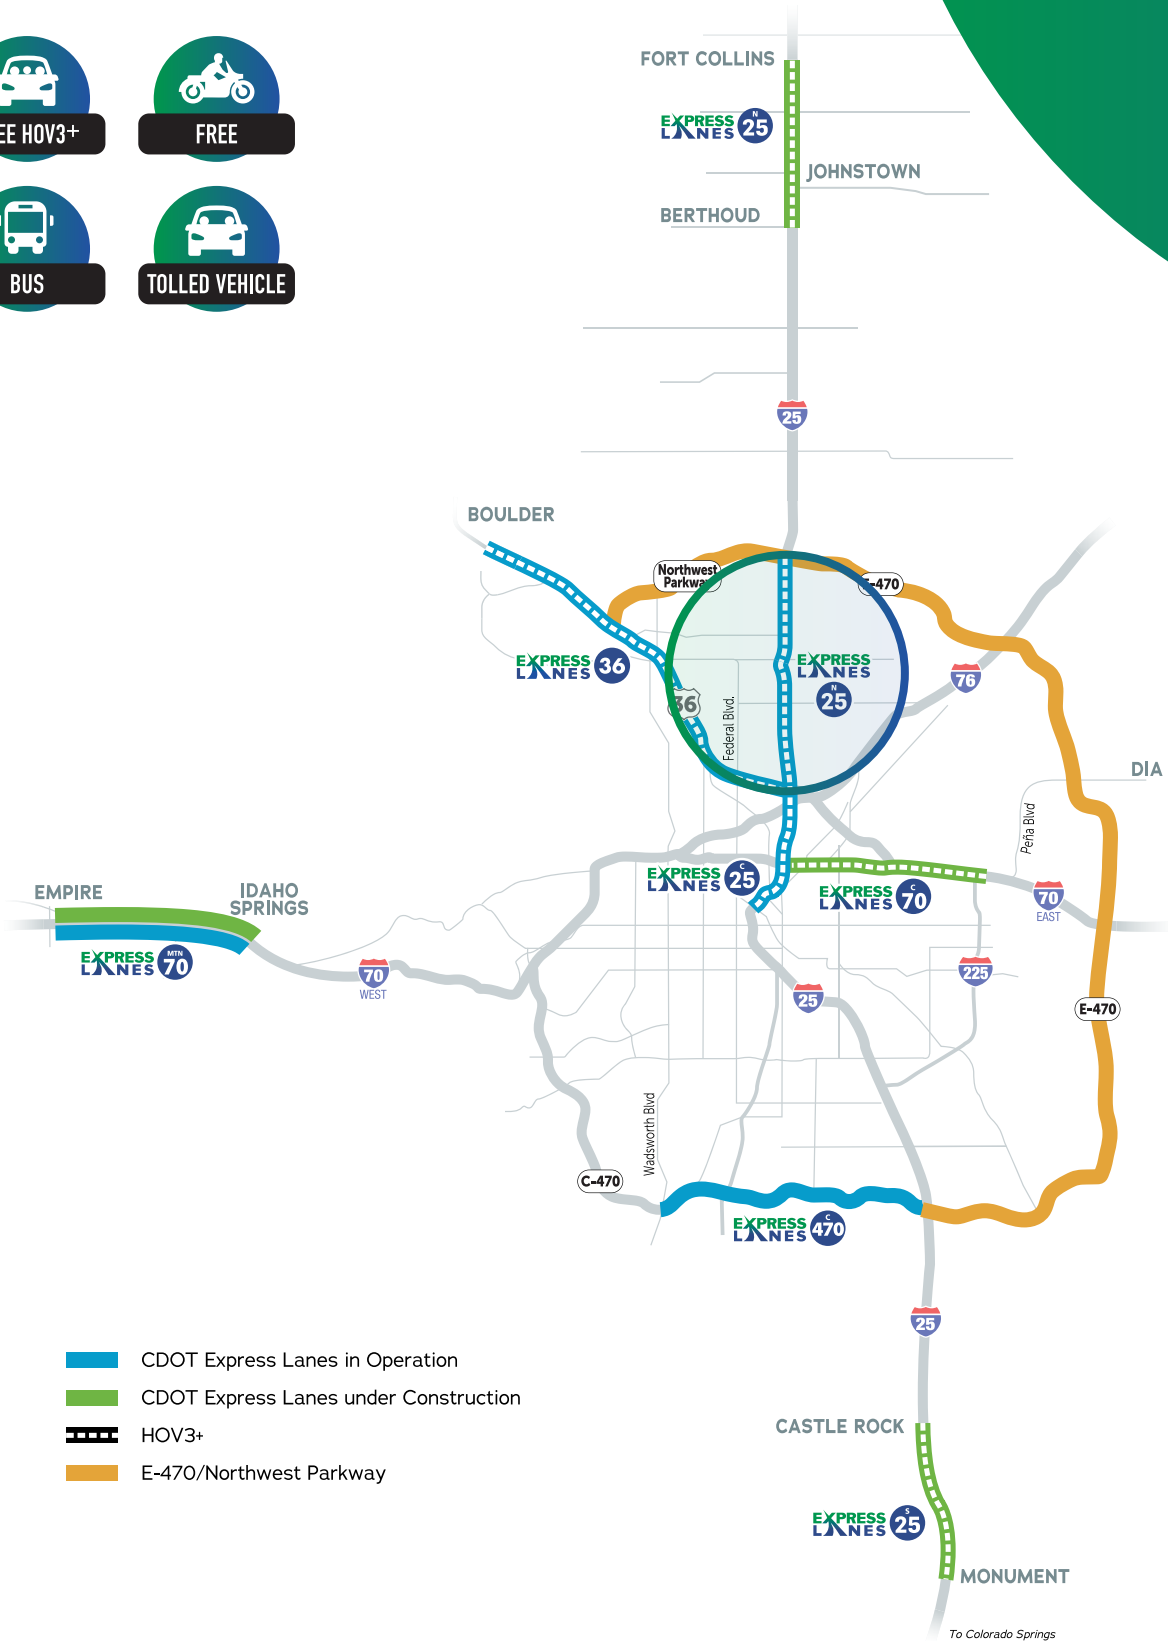 EE HOV3+
FREE
BUS
TOLLED VEHICLE
FORT COLLINS
EXPRESS
LANES
N
25
JOHNSTOWN
BERTHOUD
25
BOULDER
Northwest
Parkway
E-470
EXPRESS
LANES
36
EXPRESS
LANES
N
25
76
36
Federal Blvd.
DIA
Peña Blvd
EXPRESS
LANES
C
25
EXPRESS
LANES
C
70
70
EAST
EMPIRE
IDAHO
SPRINGS
EXPRESS
LANES
MTN
70
70
WEST
225
25
E-470
Wadsworth Blvd
C-470
EXPRESS
LANES
C
470
25
CDOT Express Lanes in Operation
CDOT Express Lanes under Construction
HOV3+
E-470/Northwest Parkway
CASTLE ROCK
EXPRESS
LANES
S
25
MONUMENT
To Colorado Springs